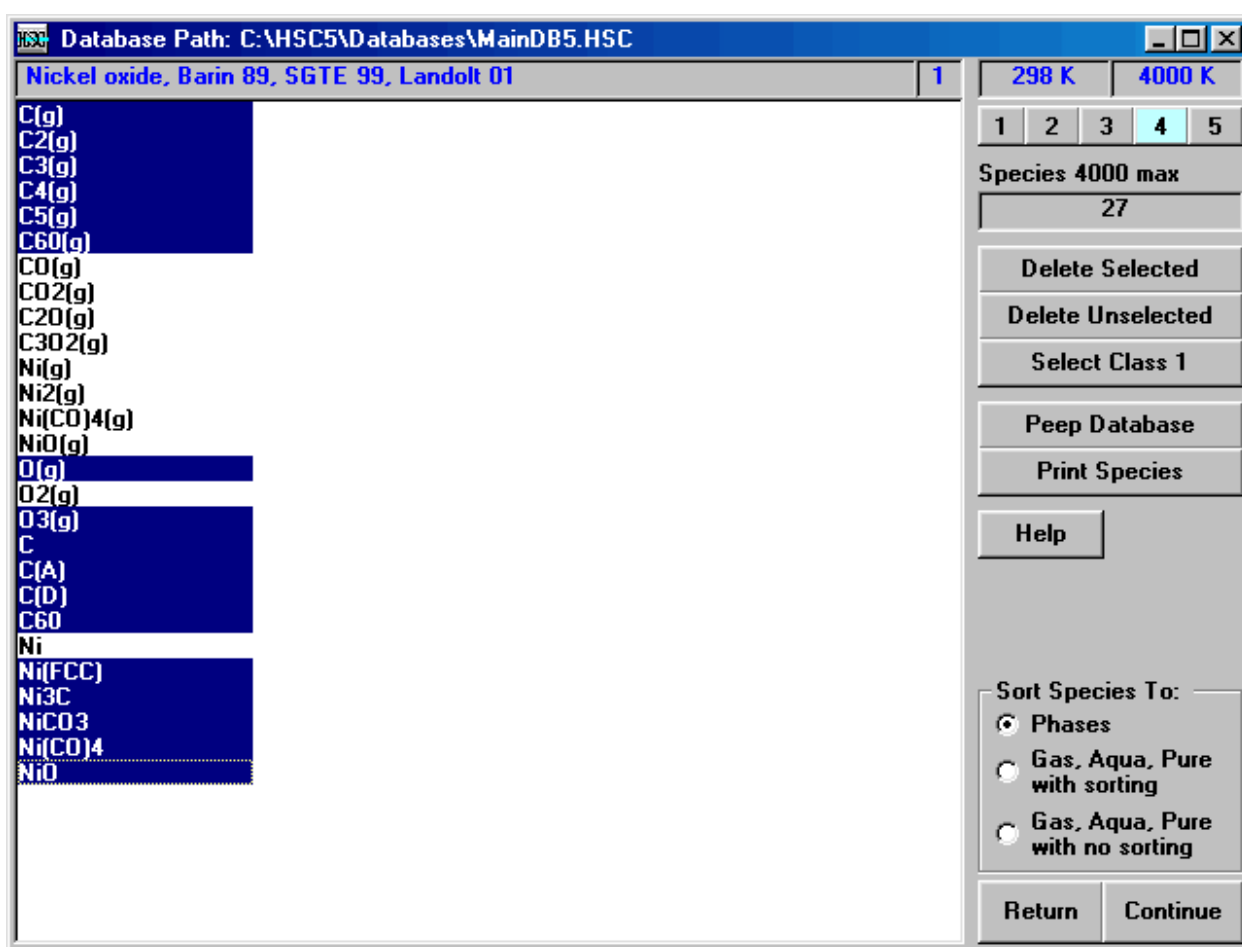 HSC Database Path: C:\HSC5\Databases\MainDB5.HSC
Nickel oxide, Barin 89, SGTE 99, Landolt 01 1 298 K 4000 K
C(g)
C2(g)
C3(g)
C4(g)
C5(g)
C60(g)
CO(g)
CO2(g)
C2O(g)
C3O2(g)
Ni(g)
Ni2(g)
Ni(CO)4(g)
NiO(g)
O(g)
O2(g)
O3(g)
C
C(A)
C(D)
C60
Ni
Ni(FCC)
Ni3C
NiCO3
Ni(CO)4
NiO
1 2 3 4 5
Species 4000 max
27
Delete Selected
Delete Unselected
Select Class 1
Peep Database
Print Species
Help
Sort Species To:
Phases
Gas, Aqua, Pure
with sorting
Gas, Aqua, Pure
with no sorting
Return Continue